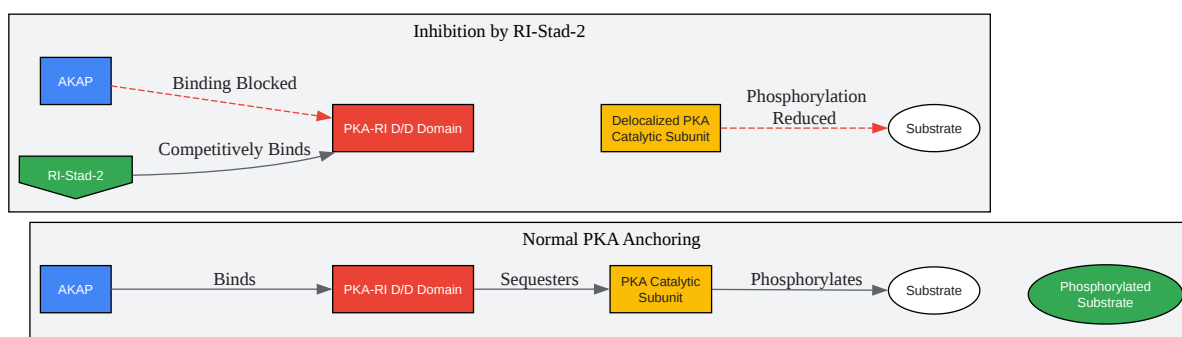 Inhibition by RI-Stad-2
AKAP
Binding Blocked
PKA-RI D/D Domain
Competitively Binds
RI-Stad-2
Delocalized PKA
Catalytic Subunit
Phosphorylation
Reduced
Substrate
Normal PKA Anchoring
AKAP
Binds
PKA-RI D/D Domain
Sequesters
PKA Catalytic
Subunit
Phosphorylates
Substrate
Phosphorylated
Substrate